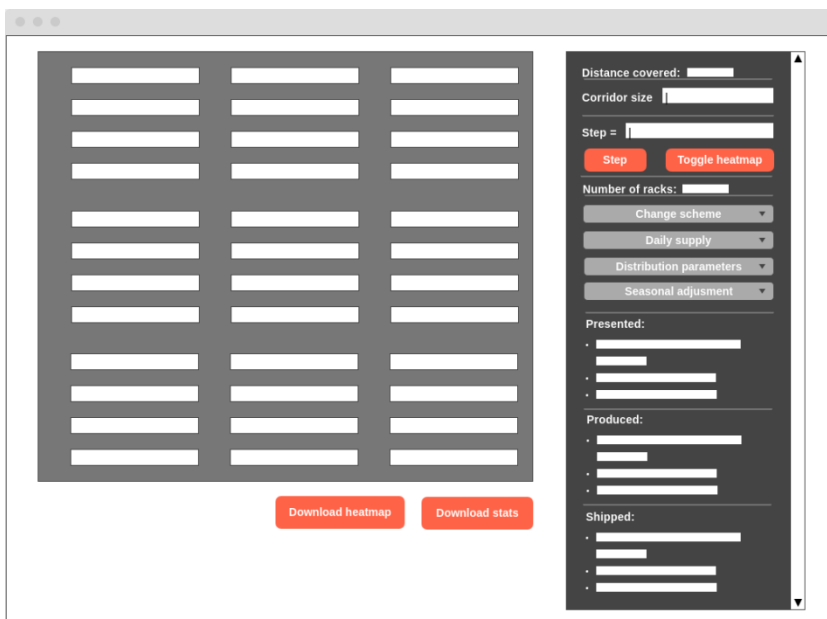 Distance covered:
Corridor size
Step =
Step
Toggle heatmap
Number of racks:
Change scheme
Daily supply
Distribution parameters
Seasonal adjusment
Presented:
Produced:
Shipped:
Download heatmap
Download stats